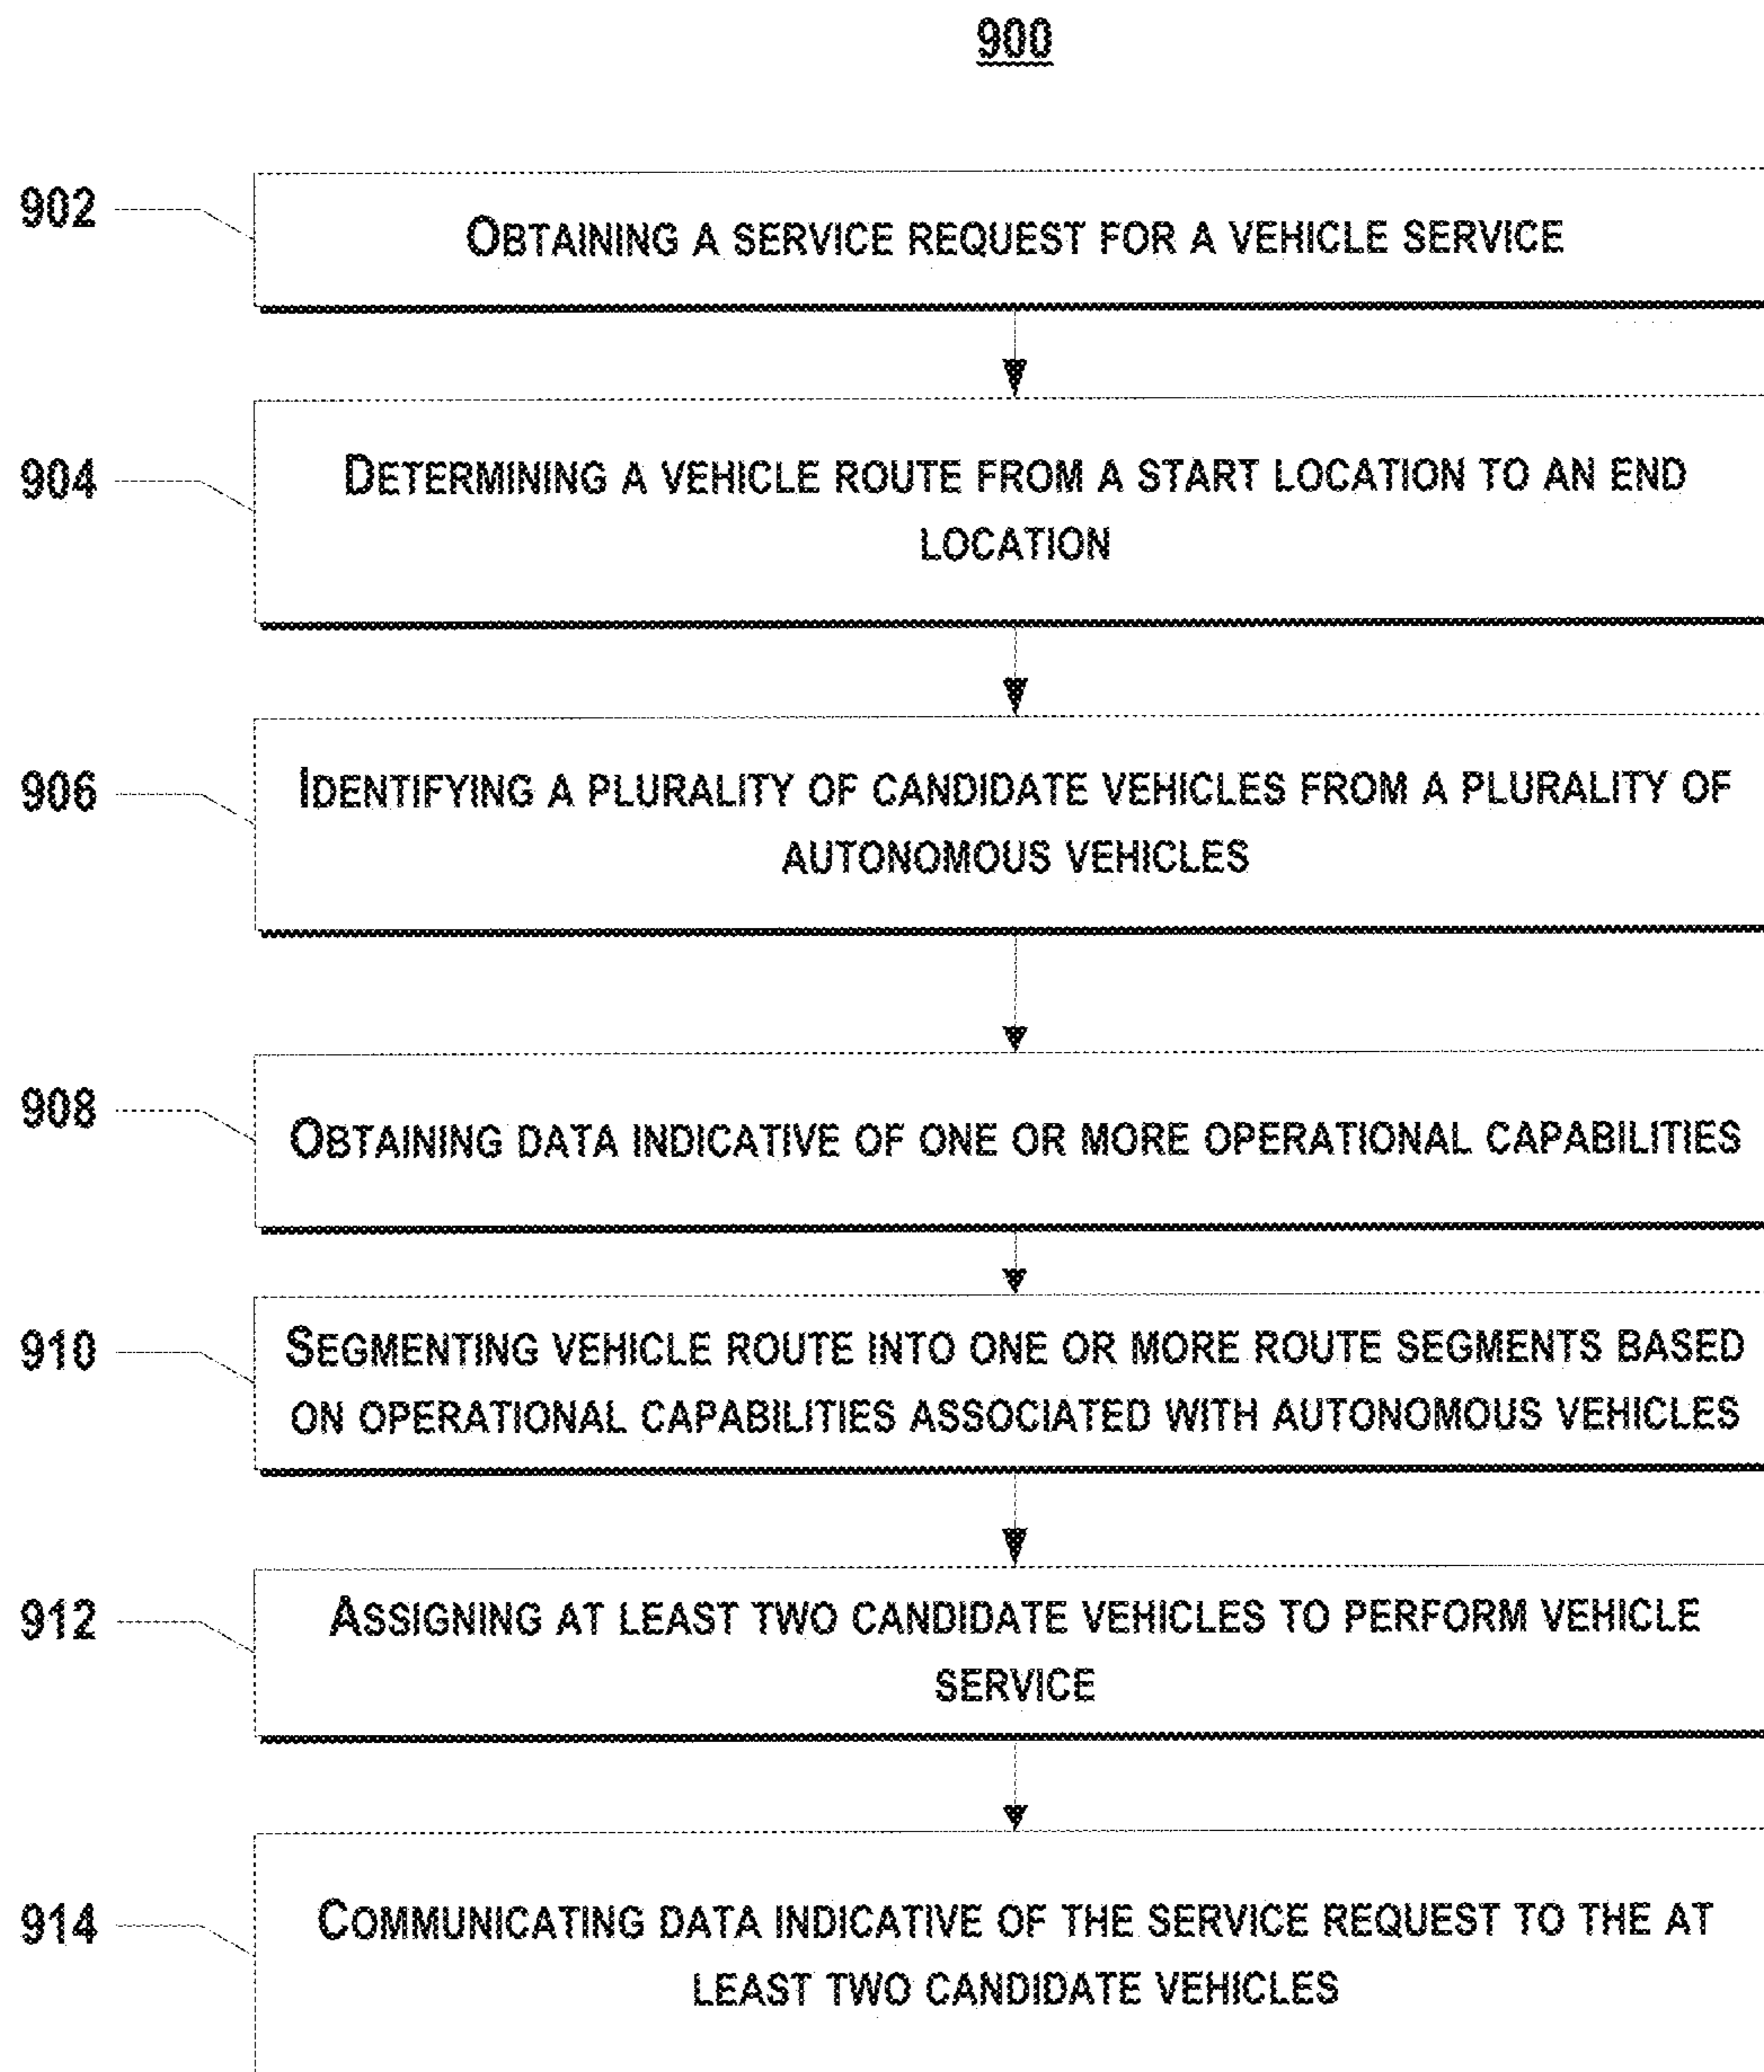 900
902
OBTAINING A SERVICE REQUEST FOR A VEHICLE SERVICE
904
DETERMINING A VEHICLE ROUTE FROM A START LOCATION TO AN END
LOCATION
906
IDENTIFYING A PLURALITY OF CANDIDATE VEHICLES FROM A PLURALITY OF
AUTONOMOUS VEHICLES
908
OBTAINING DATA INDICATIVE OF ONE OR MORE OPERATIONAL CAPABILITIES
910
SEGMENTING VEHICLE ROUTE INTO ONE OR MORE ROUTE SEGMENTS BASED
ON OPERATIONAL CAPABILITIES ASSOCIATED WITH AUTONOMOUS VEHICLES
912
ASSIGNING AT LEAST TWO CANDIDATE VEHICLES TO PERFORM VEHICLE
SERVICE
914
COMMUNICATING DATA INDICATIVE OF THE SERVICE REQUEST TO THE AT
LEAST TWO CANDIDATE VEHICLES